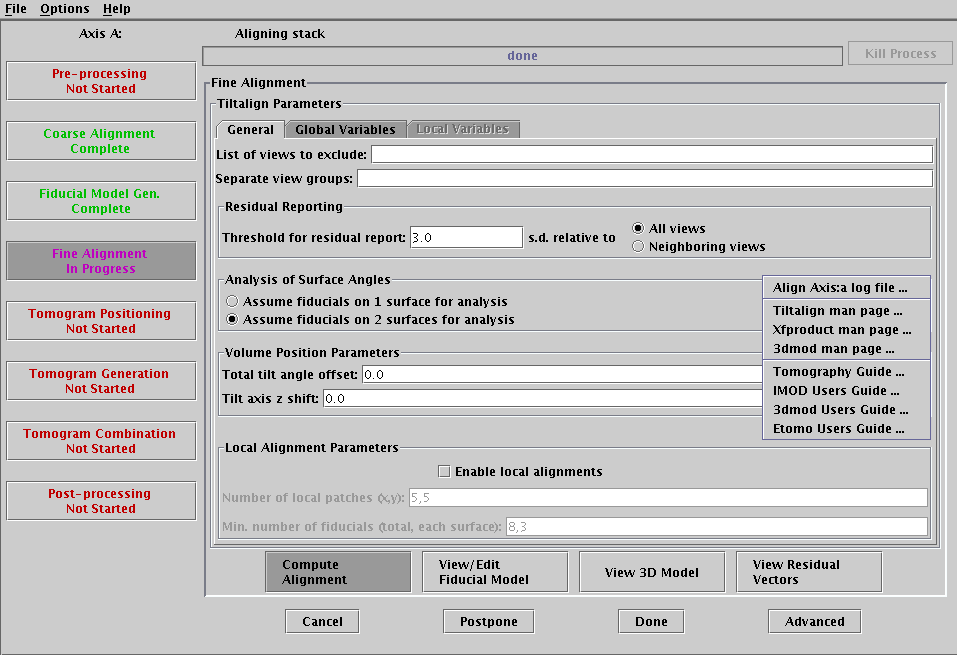 File Options Help
Axis A:
Aligning stack
done
Kill Process
Pre-processing
Not Started
Coarse Alignment
Complete
Fiducial Model Gen.
Complete
Fine Alignment
In Progress
Tomogram Positioning
Not Started
Tomogram Generation
Not Started
Tomogram Combination
Not Started
Post-processing
Not Started
Fine Alignment
Tiltalign Parameters
General Global Variables Local Variables
List of views to exclude:
Separate view groups:
Residual Reporting
Threshold for residual report: 3.0 s.d. relative to
All views
Neighboring views
Analysis of Surface Angles
Assume fiducials on 1 surface for analysis
Assume fiducials on 2 surfaces for analysis
Volume Position Parameters
Total tilt angle offset: 0.0
Tilt axis z shift: 0.0
Align Axis:a log file ...
Tiltalign man page ...
Xfproduct man page ...
3dmod man page ...
Tomography Guide ...
IMOD Users Guide ...
3dmod Users Guide ...
Etomo Users Guide ...
Local Alignment Parameters
Enable local alignments
Number of local patches (x,y): 5,5
Min. number of fiducials (total, each surface): 8,3
Compute
Alignment
View/Edit
Fiducial Model
View 3D Model
View Residual
Vectors
Cancel Postpone Done Advanced